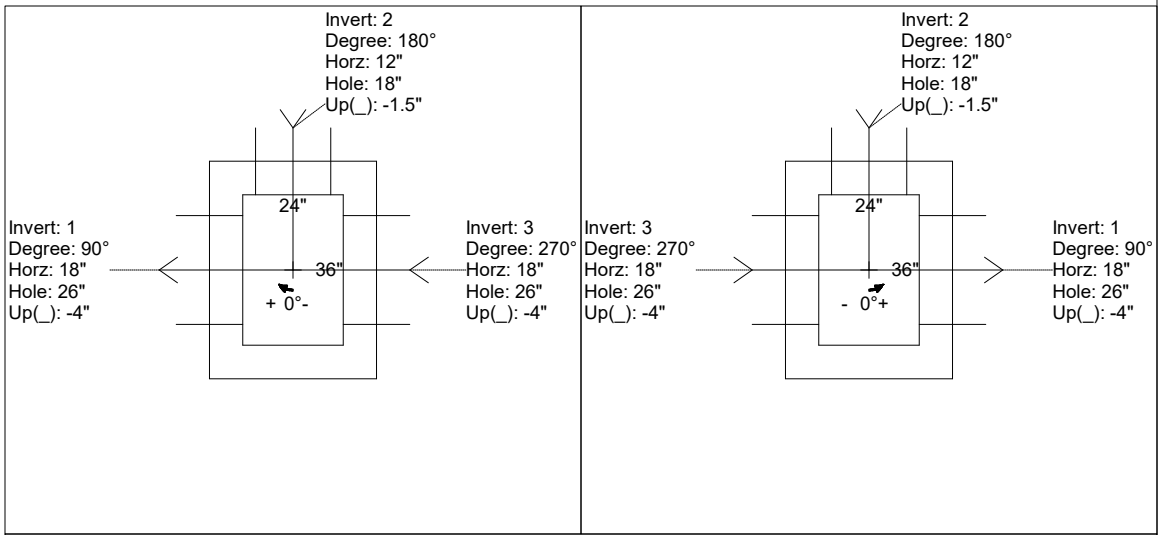 Invert: 2
Degree: 180°
Horz: 12"
Hole: 18"
Up(_): -1.5"
24"
Invert: 1
Degree: 90°
Horz: 18"
Hole: 26"
Up(_): -4"
36"
+ 0°-
Invert: 3
Degree: 270°
Horz: 18"
Hole: 26"
Up(_): -4"
Invert: 2
Degree: 180°
Horz: 12"
Hole: 18"
Up(_): -1.5"
24"
Invert: 3
Degree: 270°
Horz: 18"
Hole: 26"
Up(_): -4"
36"
- 0°+
Invert: 1
Degree: 90°
Horz: 18"
Hole: 26"
Up(_): -4"